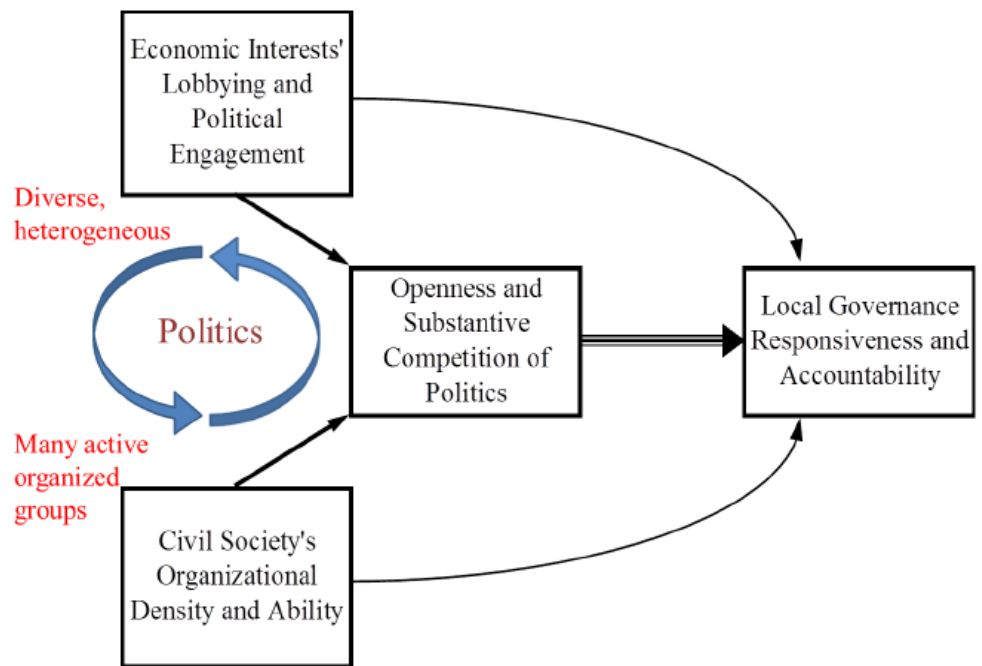 Economic Interests'
Lobbying and
Political
Engagement
Diverse,
heterogeneous
Politics
Openness and
Substantive
Competition of
Politics
Local Governance
Responsiveness and
Accountability
Many active
organized
groups
Civil Society's
Organizational
Density and Ability